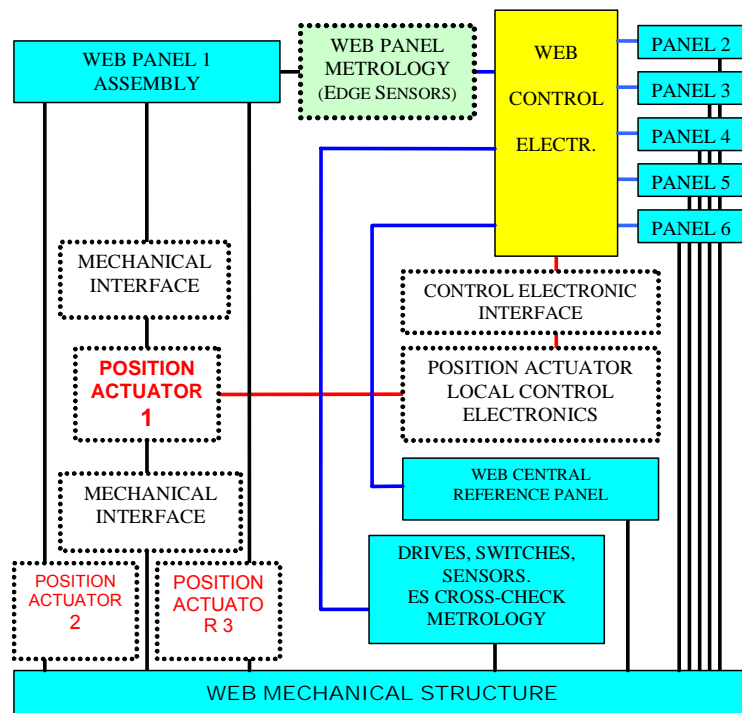 WEB PANEL 1
ASSEMBLY
WEB PANEL
METROLOGY
(EDGE SENSORS)
WEB
CONTROL
ELECTR.
PANEL 2
PANEL 3
PANEL 4
PANEL 5
PANEL 6
MECHANICAL
INTERFACE
CONTROL ELECTRONIC
INTERFACE
POSITION
ACTUATOR
1
POSITION ACTUATOR
LOCAL CONTROL
ELECTRONICS
MECHANICAL
INTERFACE
WEB CENTRAL
REFERENCE PANEL
POSITION
ACTUATOR
2
POSITION
ACTUATO
R 3
DRIVES, SWITCHES,
SENSORS.
ES CROSS-CHECK
METROLOGY
WEB MECHANICAL STRUCTURE